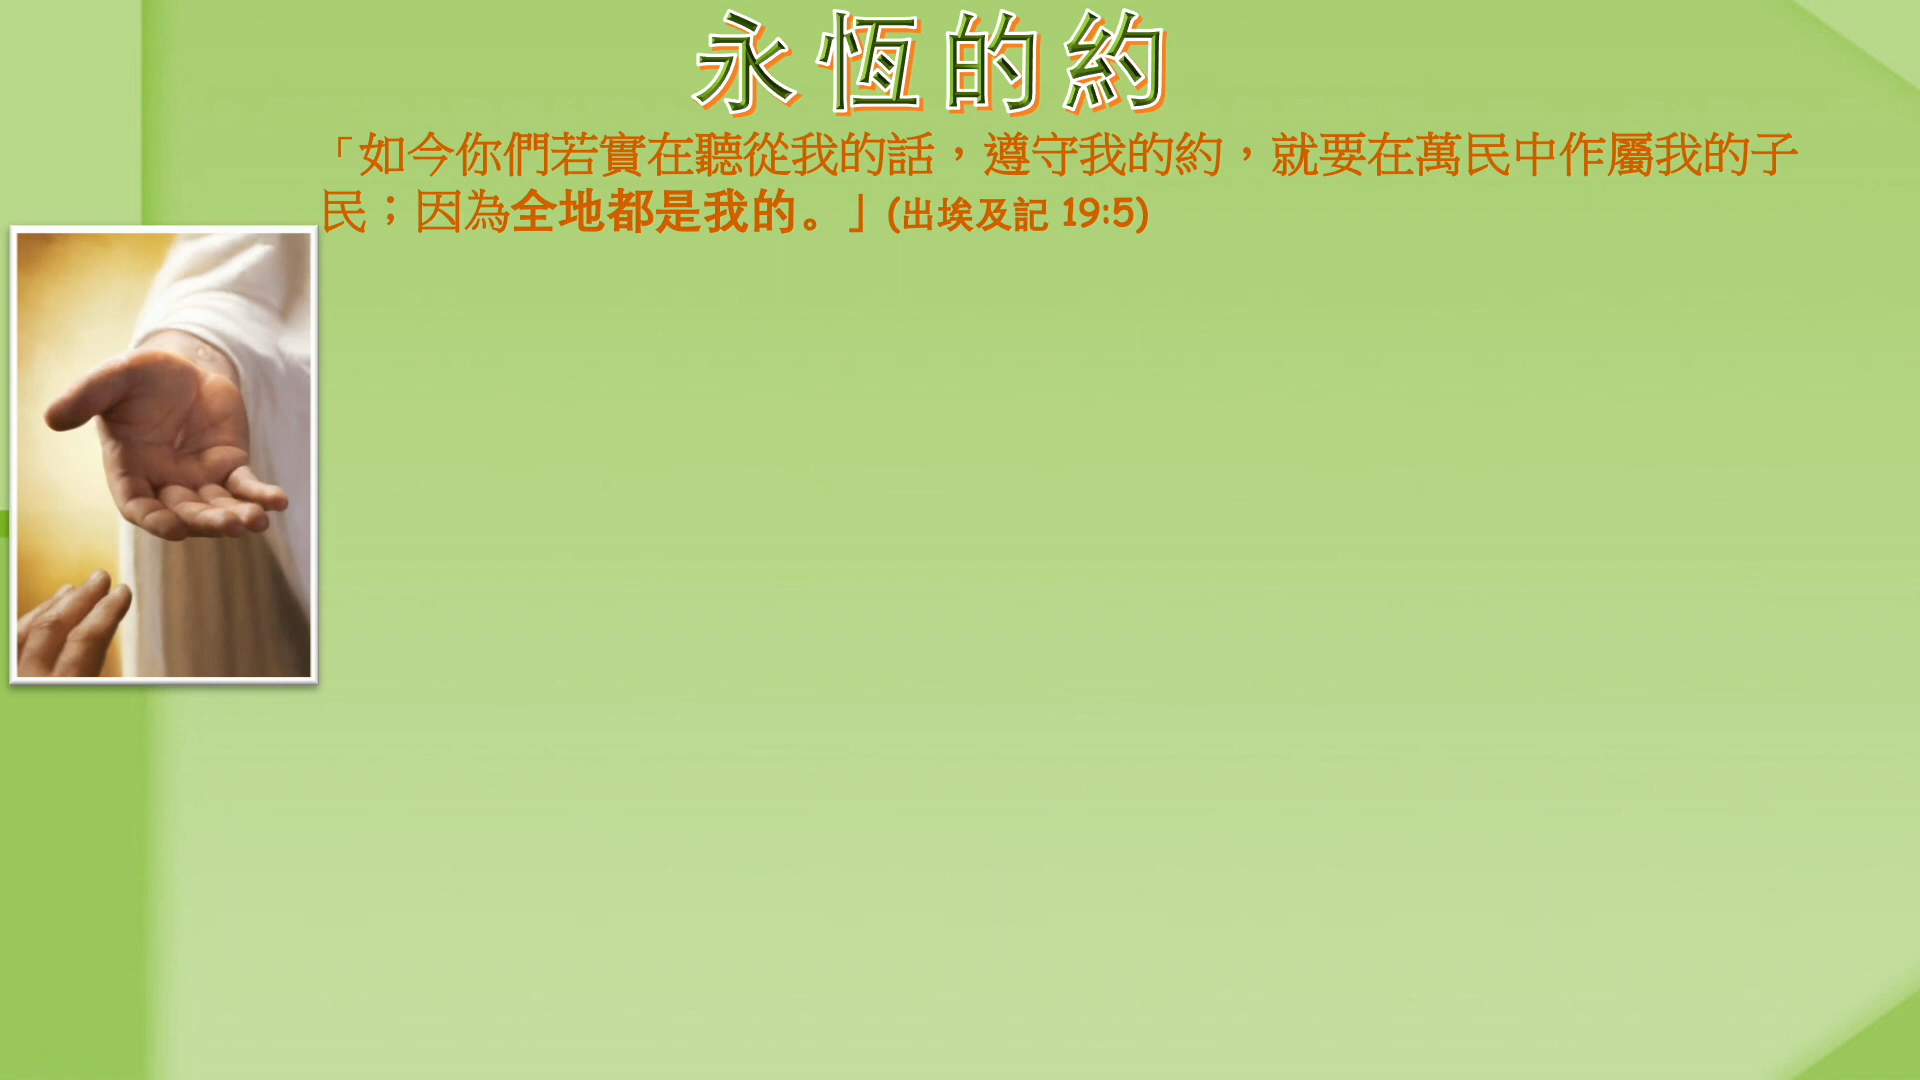 永恆的約
「如今你們若實在聽從我的話，遵守我的約，就要在萬民中作屬我的子
民；因為全地都是我的。」(出埃及記 19:5)